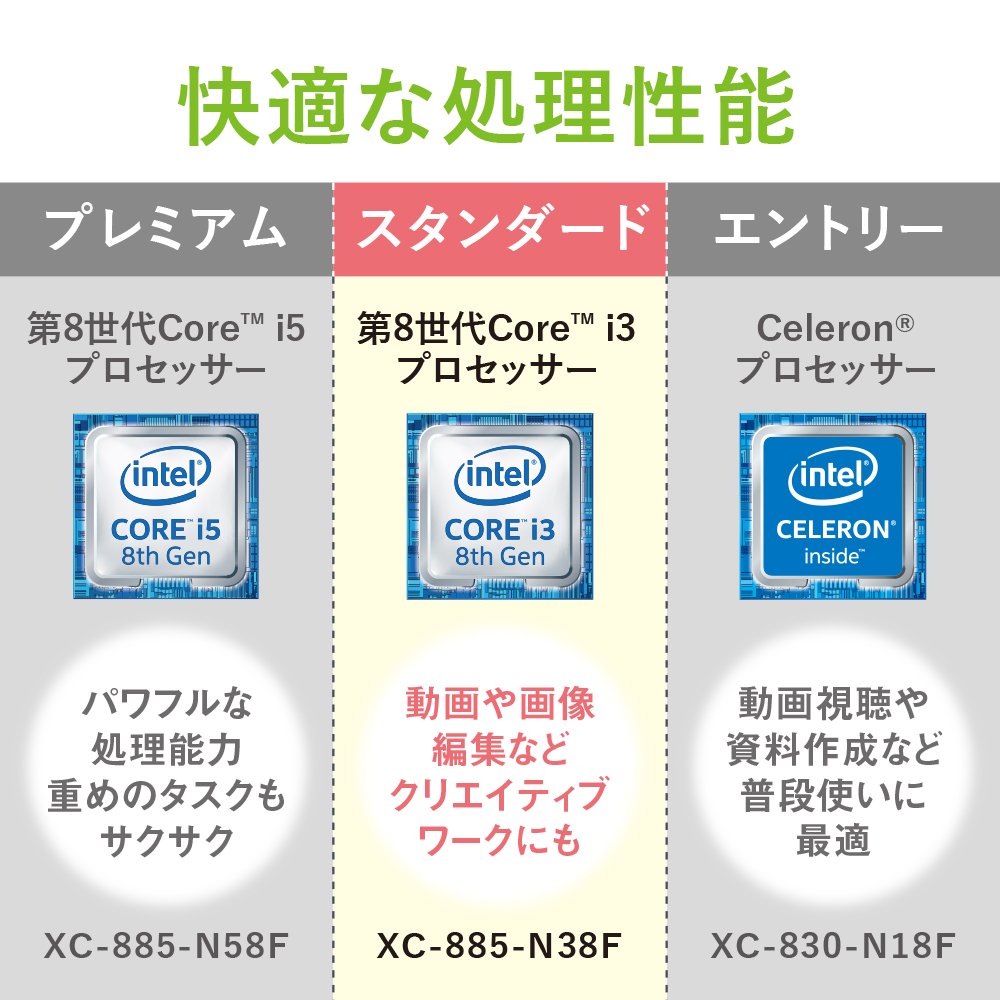 快適な処理性能
プレミアム
第8世代Core™ i5
プロセッサー
intel®
CORE™ i5
8th Gen
パワフルな
処理能力
重めのタスクも
サクサク
XC-885-N58F
スタンダード
第8世代Core™ i3
プロセッサー
intel®
CORE™ i3
8th Gen
動画や画像
編集など
クリエイティブ
ワークにも
XC-885-N38F
エントリー
Celeron®
プロセッサー
intel®
CELERON®
inside™
動画視聴や
資料作成など
普段使いに
最適
XC-830-N18F